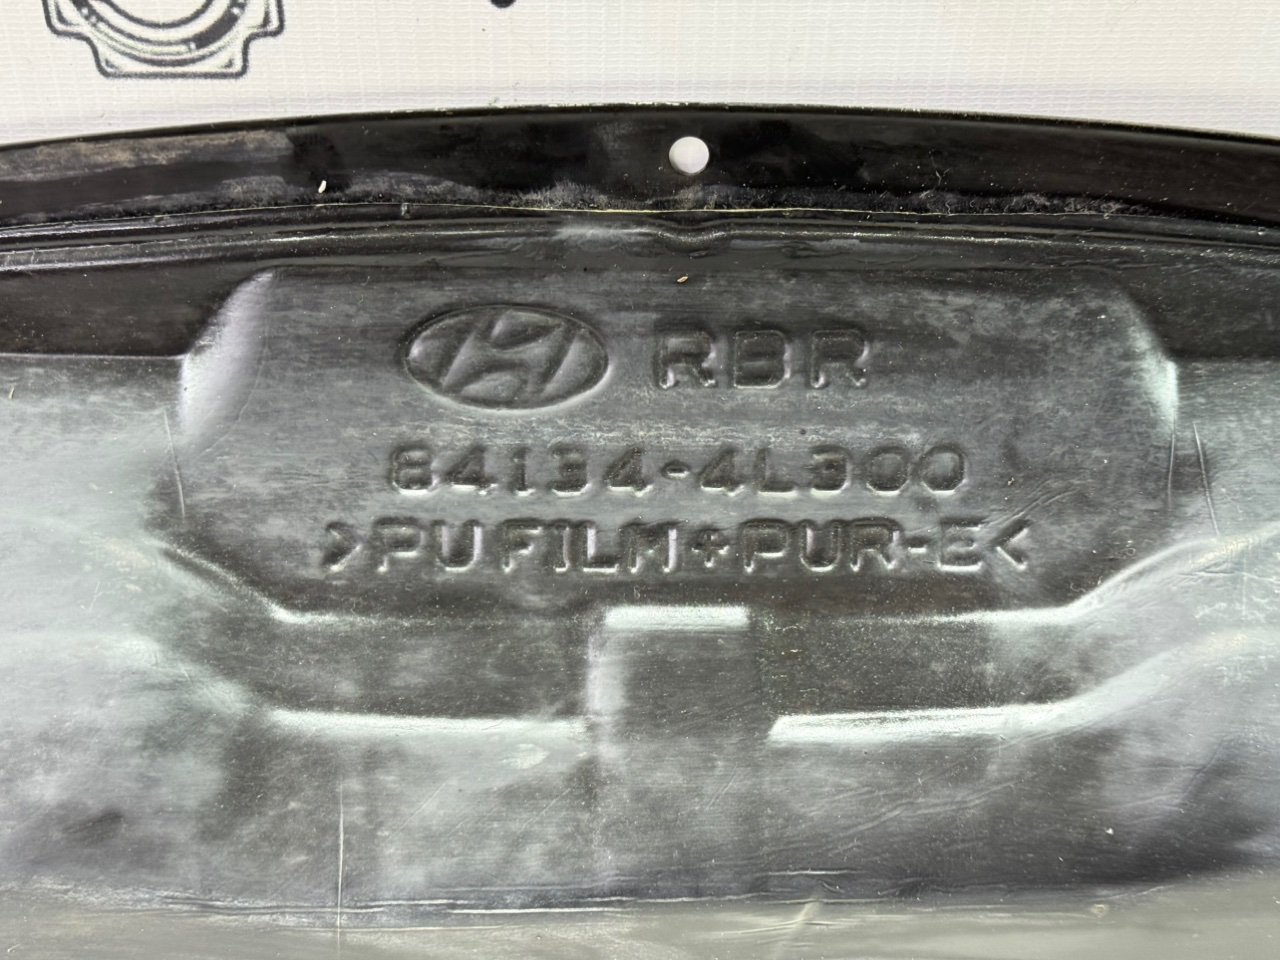 RBR
84134-4L300
>PU FILM+PUR-E<